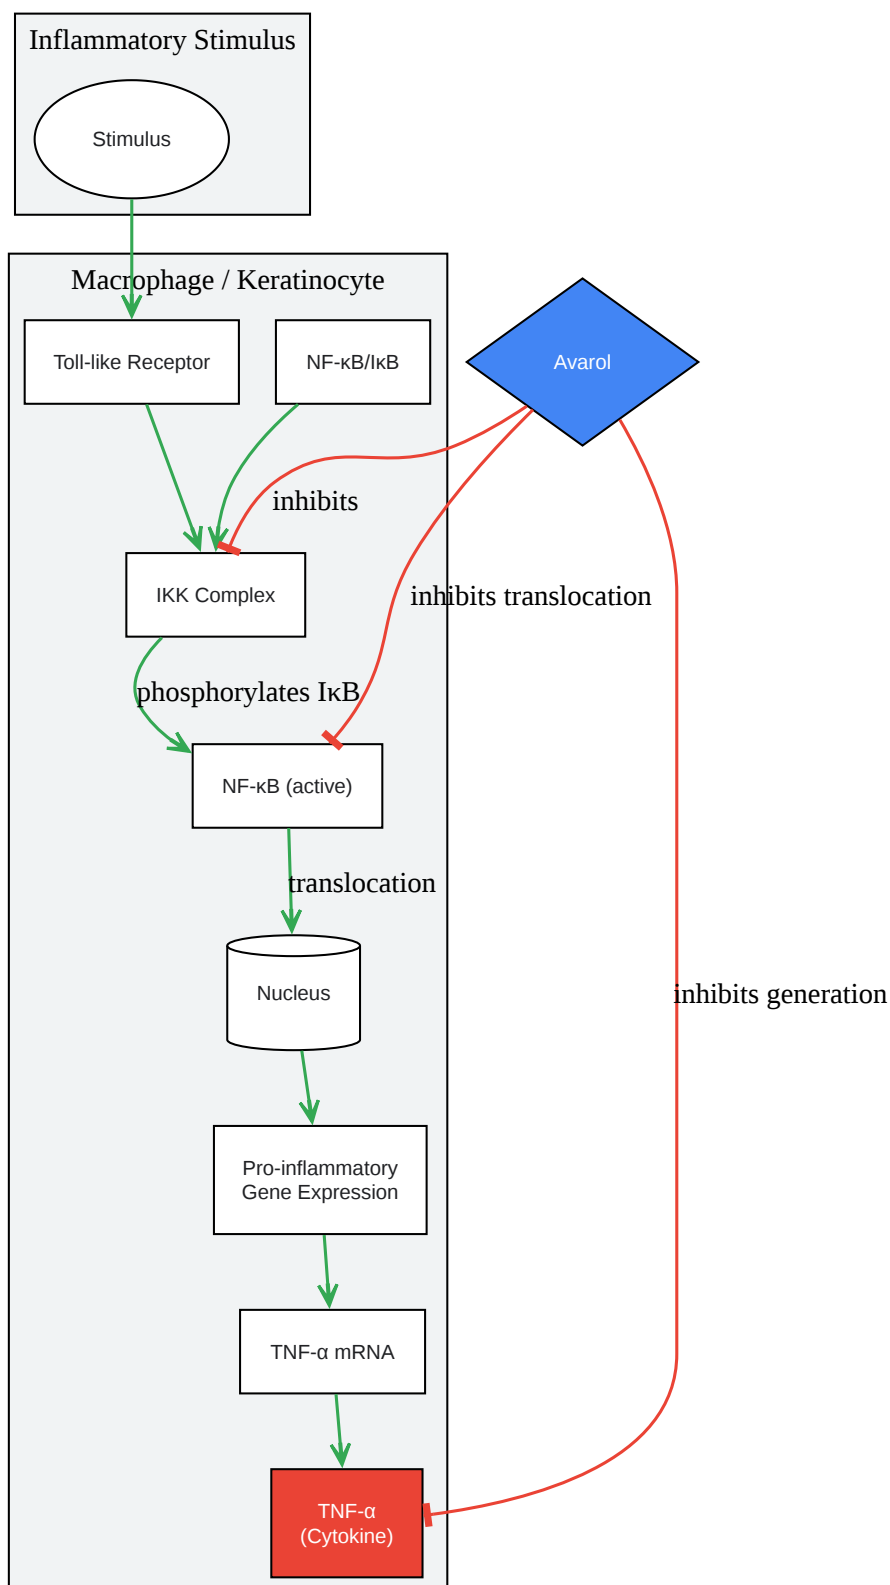 Inflammatory Stimulus
Stimulus
Macrophage / Keratinocyte
Toll-like Receptor
NF-κB/IκB
Avarol
inhibits
IKK Complex
inhibits translocation
phosphorylates IκB
NF-κB (active)
translocation
Nucleus
inhibits generation
Pro-inflammatory
Gene Expression
TNF-α mRNA
TNF-α
(Cytokine)